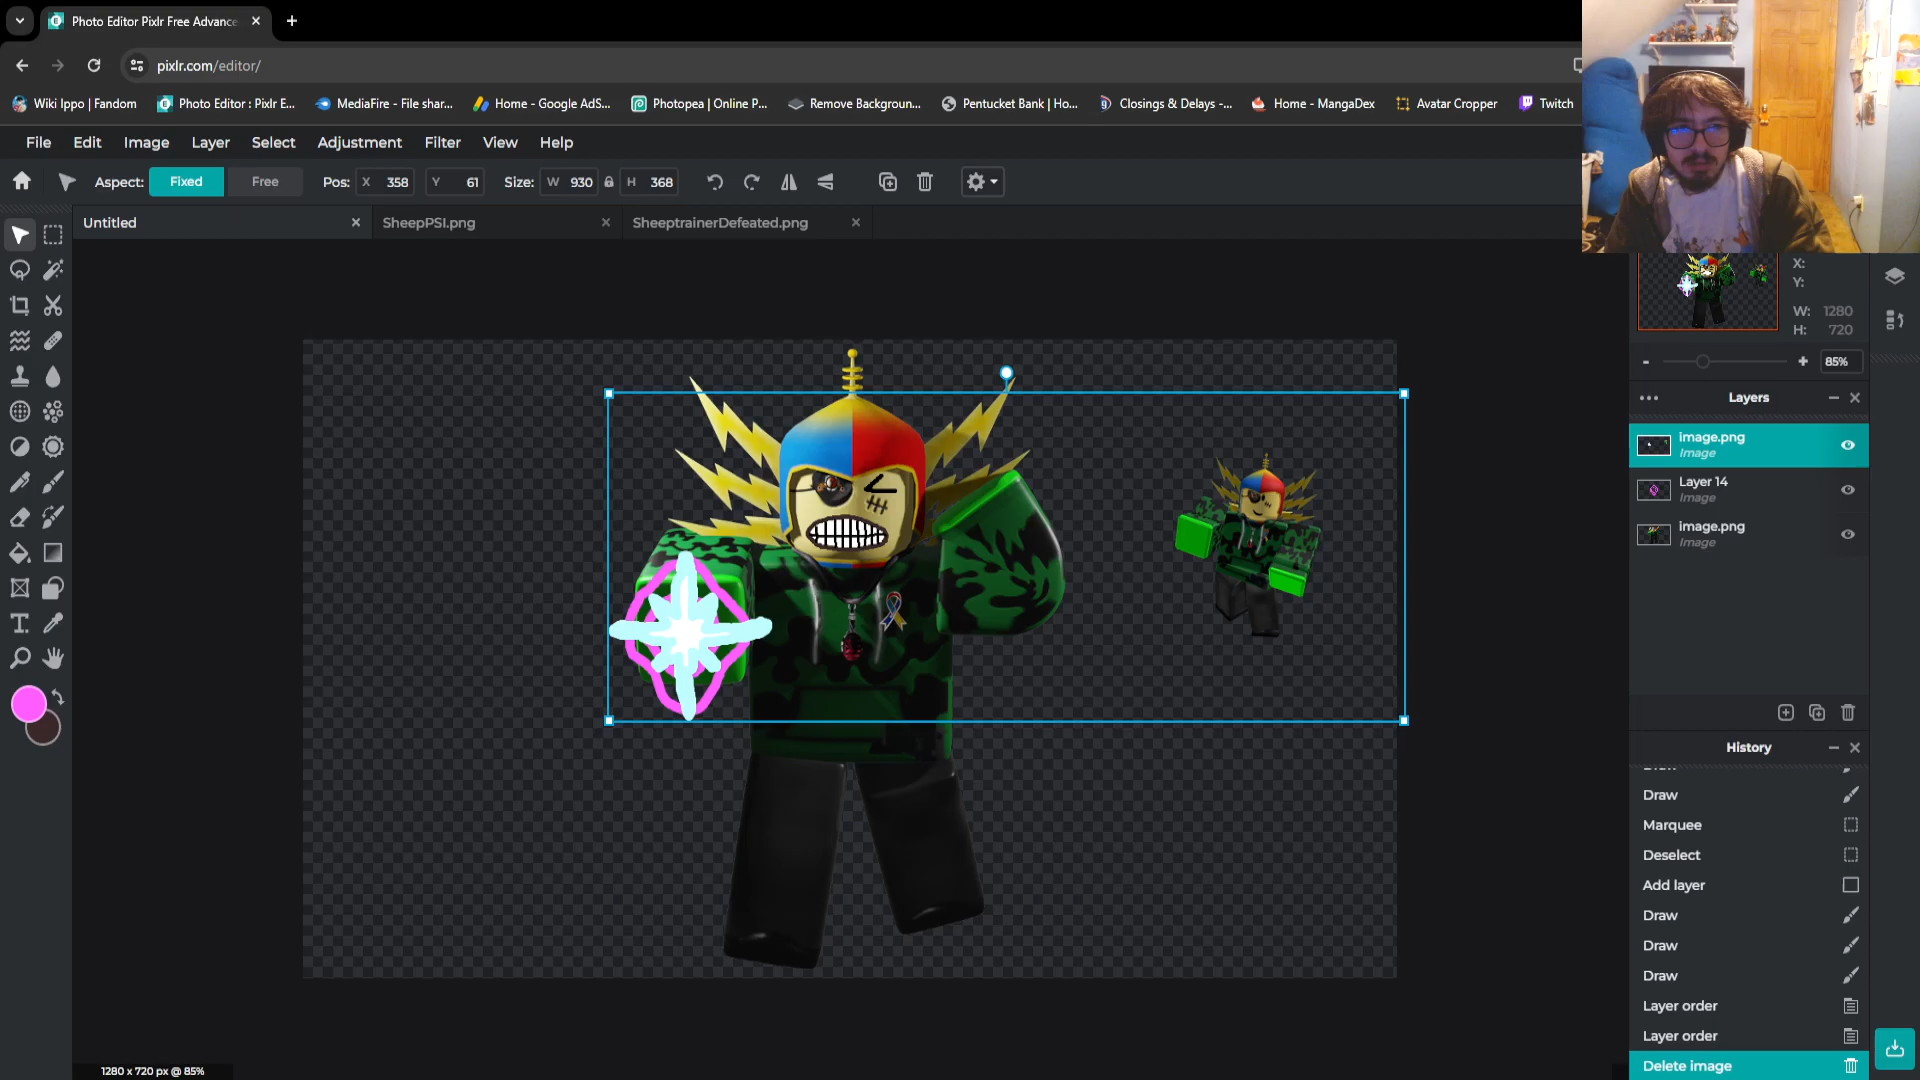 Photo Editor Pixlr Free Advance
pixlr.com/editor/
Wiki Ippo | Fandom
Photo Editor : Pixlr E...
MediaFire - File shar...
Home - Google AdS...
Photopea | Online P...
Remove Backgroun...
Pentucket Bank | Ho...
Closings & Delays -...
Home - MangaDex
Avatar Cropper
Twitch
File Edit Image Layer Select Adjustment Filter View Help
Aspect: Fixed Free Pos: X 358 Y 61 Size: W 930 H 368
Untitled
SheepPSI.png
SheeptrainerDefeated.png
X:
Y:
W: 1280
H: 720
85%
Layers
image.png
Image
Layer 14
Image
image.png
Image
History
Draw
Marquee
Deselect
Add layer
Draw
Draw
Draw
Layer order
Layer order
Delete image
1280 x 720 px @ 85%